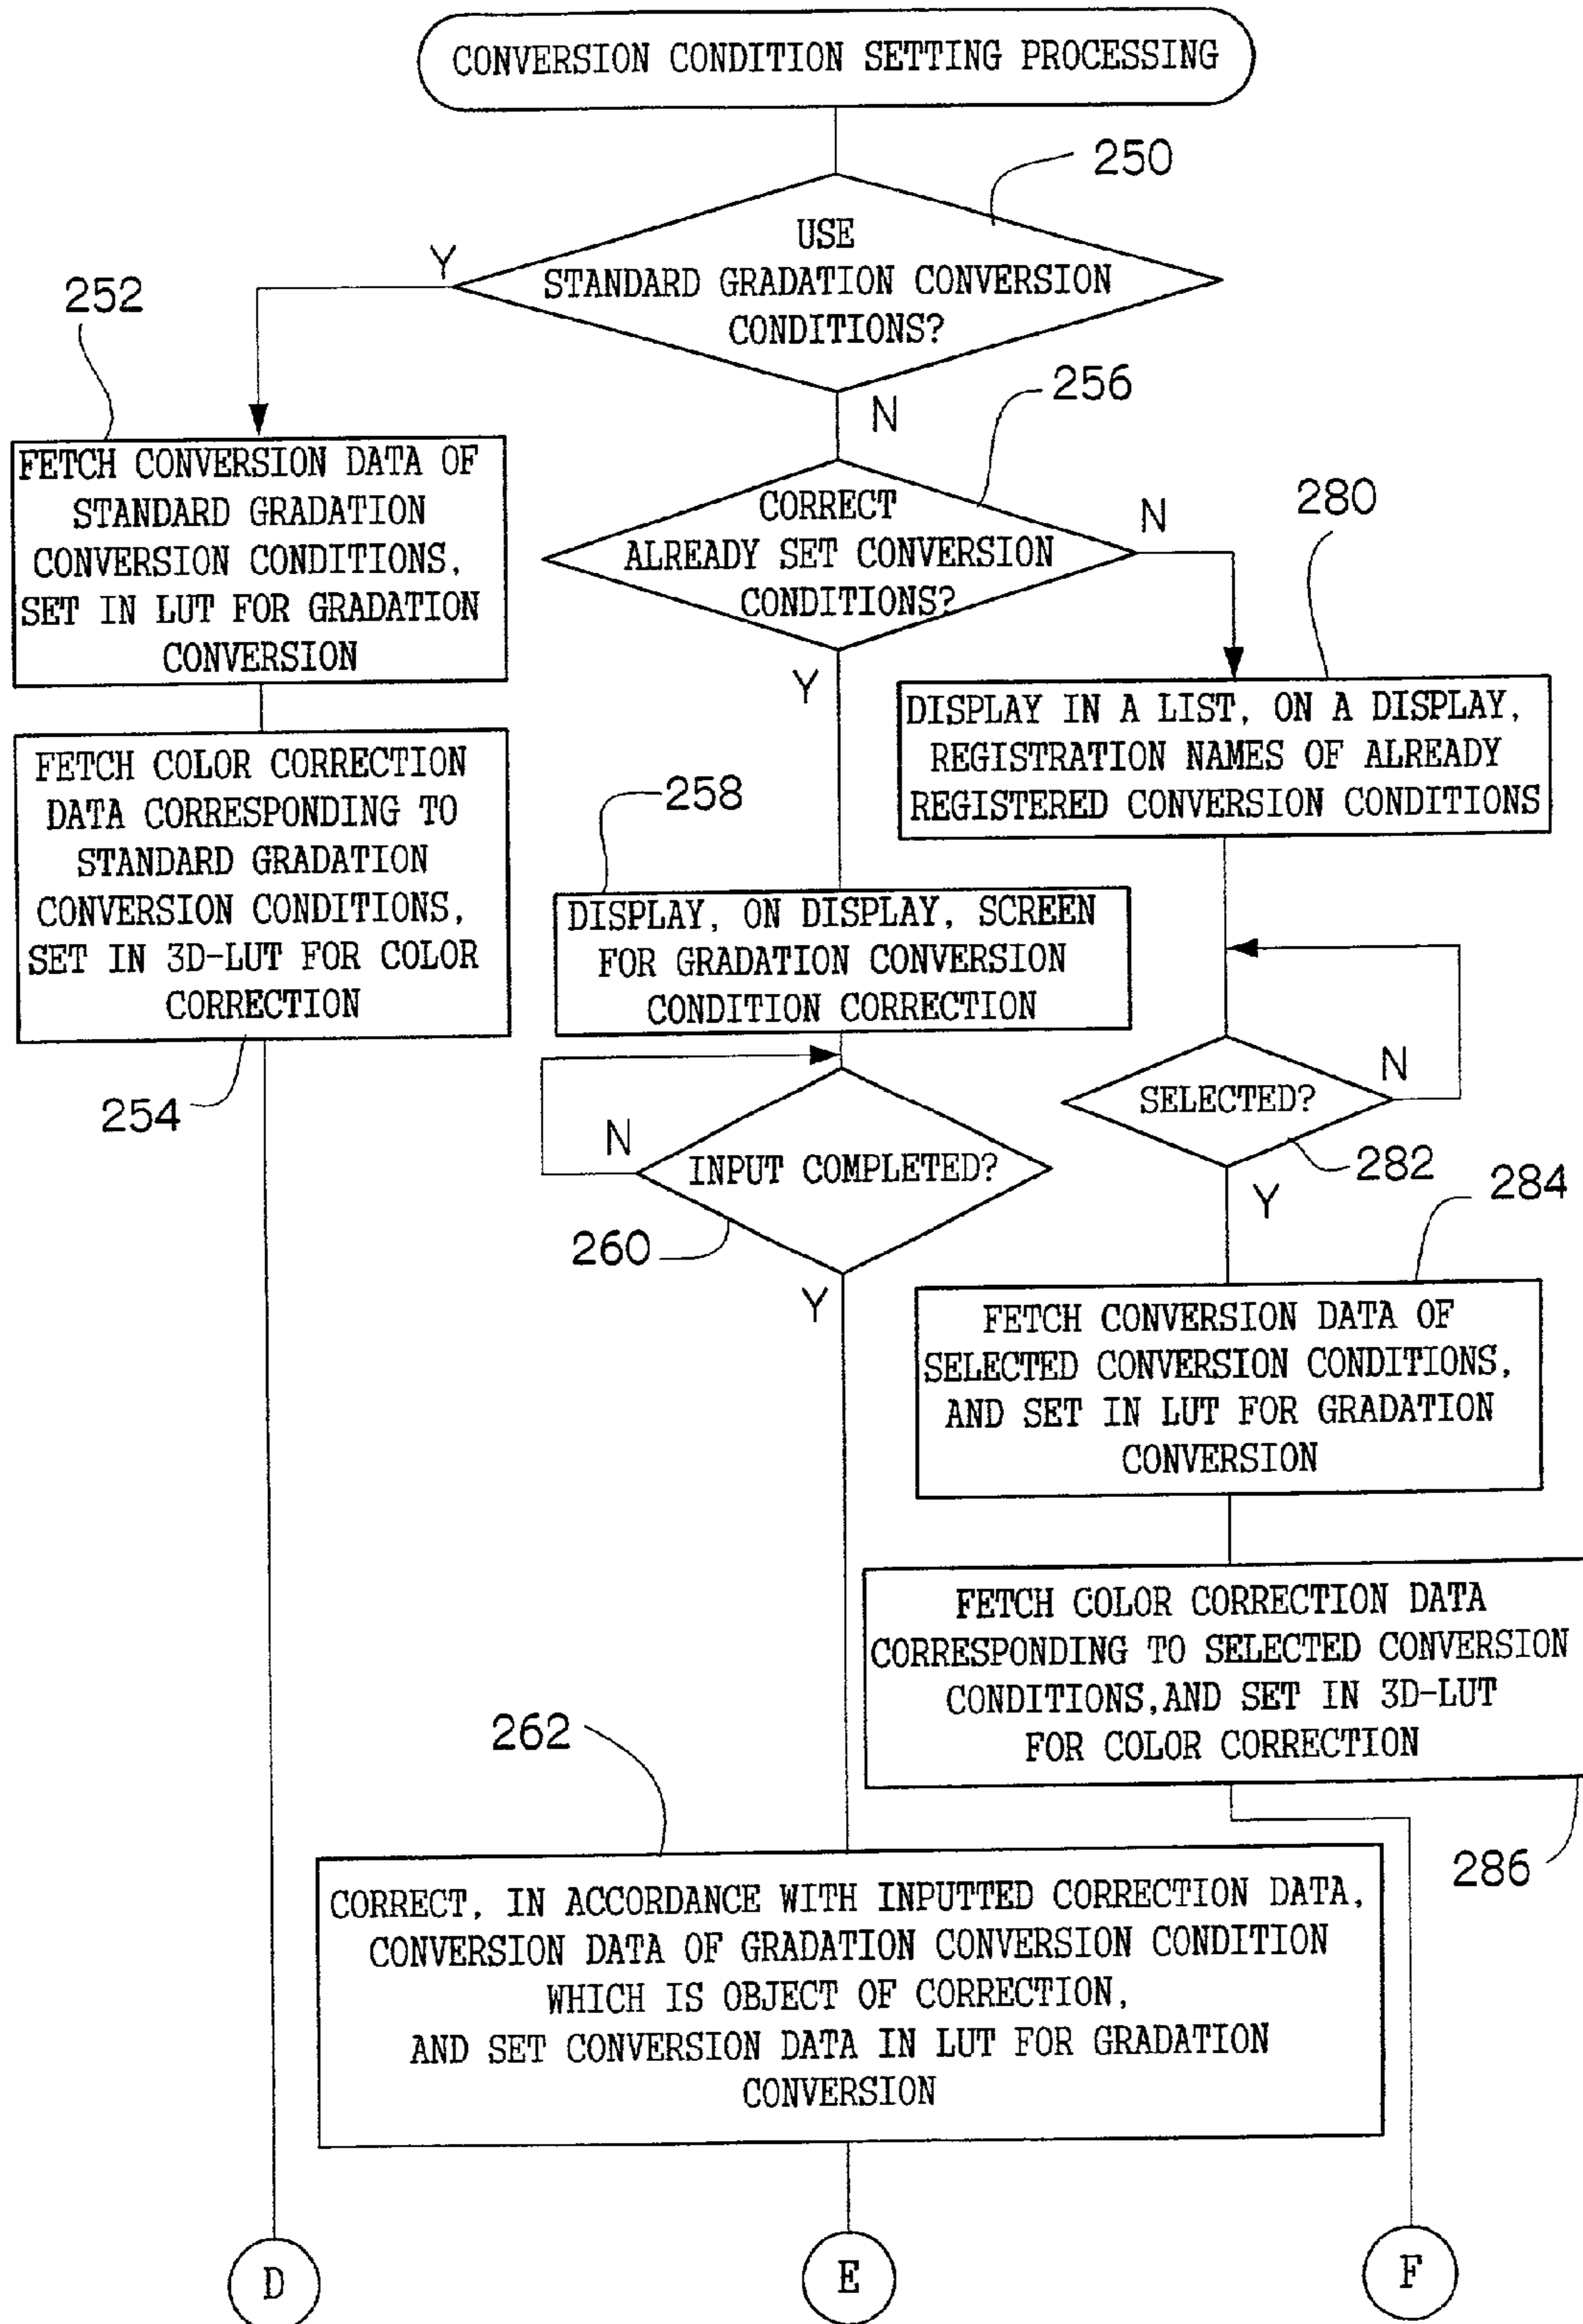 CONVERSION CONDITION SETTING PROCESSING
250
USE
STANDARD GRADATION CONVERSION
CONDITIONS?
Y
N
252
FETCH CONVERSION DATA OF
STANDARD GRADATION
CONVERSION CONDITIONS,
SET IN LUT FOR GRADATION
CONVERSION
256
CORRECT
ALREADY SET CONVERSION
CONDITIONS?
N
Y
280
DISPLAY IN A LIST, ON A DISPLAY,
REGISTRATION NAMES OF ALREADY
REGISTERED CONVERSION CONDITIONS
FETCH COLOR CORRECTION
DATA CORRESPONDING TO
STANDARD GRADATION
CONVERSION CONDITIONS,
SET IN 3D-LUT FOR COLOR
CORRECTION
254
258
DISPLAY, ON DISPLAY, SCREEN
FOR GRADATION CONVERSION
CONDITION CORRECTION
SELECTED?
N
282
Y
INPUT COMPLETED?
N
260
Y
284
FETCH CONVERSION DATA OF
SELECTED CONVERSION CONDITIONS,
AND SET IN LUT FOR GRADATION
CONVERSION
FETCH COLOR CORRECTION DATA
CORRESPONDING TO SELECTED CONVERSION
CONDITIONS,AND SET IN 3D-LUT
FOR COLOR CORRECTION
286
262
CORRECT, IN ACCORDANCE WITH INPUTTED CORRECTION DATA,
CONVERSION DATA OF GRADATION CONVERSION CONDITION
WHICH IS OBJECT OF CORRECTION,
AND SET CONVERSION DATA IN LUT FOR GRADATION
CONVERSION
D
E
F